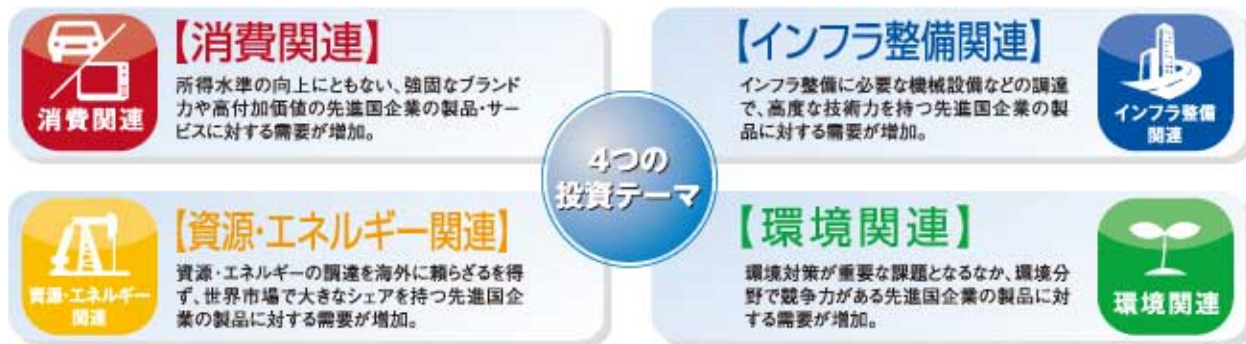 消費関連
【消費関連】
所得水準の向上にともない、強固なブランド
力や高付加価値の先進国企業の製品・サー
ビスに対する需要が増加。
【インフラ整備関連】
インフラ整備に必要な機械設備などの調達
で、高度な技術力を持つ先進国企業の製
品に対する需要が増加。
インフラ整備
関連
4つの
投資テーマ
資源・エネルギー
関連
【資源・エネルギー関連】
資源・エネルギーの調達を海外に頼らざるを得
ず、世界市場で大きなシェアを持つ先進国企
業の製品に対する需要が増加。
【環境関連】
環境対策が重要な課題となるなか、環境分
野で競争力がある先進国企業の製品に対
する需要が増加。
環境関連